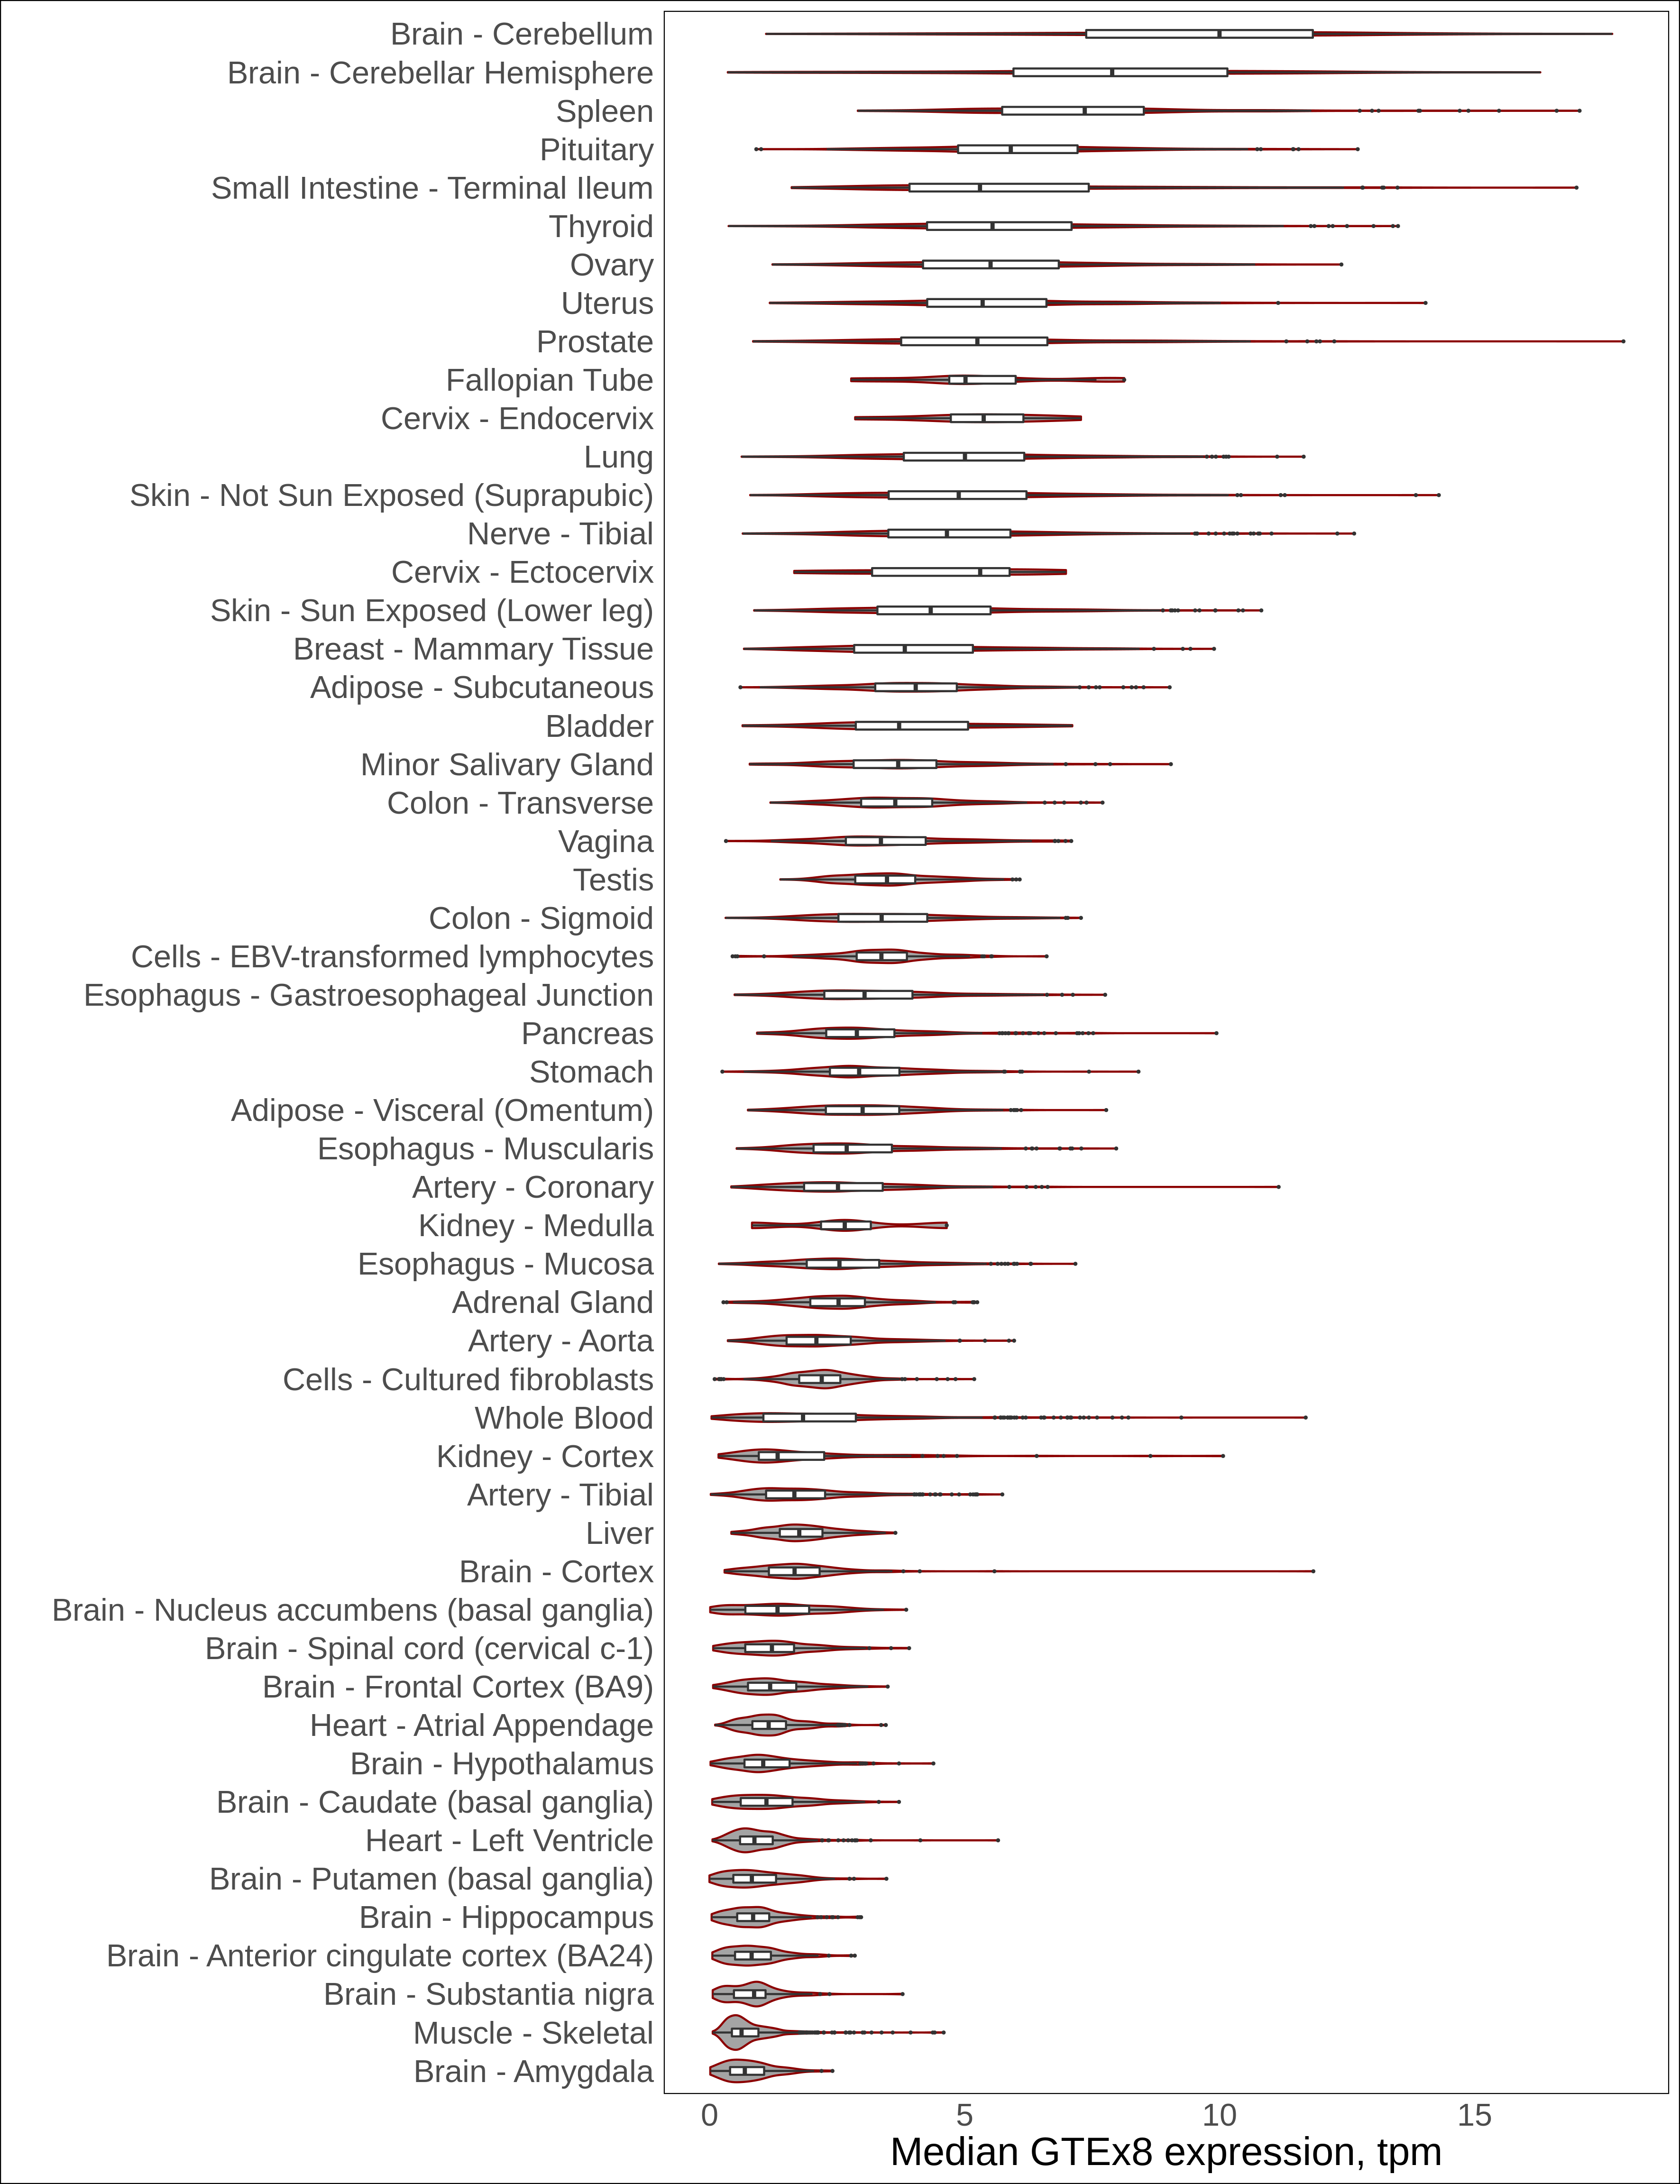 Brain - Cerebellum
Brain - Cerebellar Hemisphere
Spleen
Pituitary
Small Intestine - Terminal Ileum
Thyroid
Ovary
Uterus
Prostate
Fallopian Tube
Cervix - Endocervix
Lung
Skin - Not Sun Exposed (Suprapubic)
Nerve - Tibial
Cervix - Ectocervix
Skin - Sun Exposed (Lower leg)
Breast - Mammary Tissue
Adipose - Subcutaneous
Bladder
Minor Salivary Gland
Colon - Transverse
Vagina
Testis
Colon - Sigmoid
Cells - EBV-transformed lymphocytes
Esophagus - Gastroesophageal Junction
Pancreas
Stomach
Adipose - Visceral (Omentum)
Esophagus - Muscularis
Artery - Coronary
Kidney - Medulla
Esophagus - Mucosa
Adrenal Gland
Artery - Aorta
Cells - Cultured fibroblasts
Whole Blood
Kidney - Cortex
Artery - Tibial
Liver
Brain - Cortex
Brain - Nucleus accumbens (basal ganglia)
Brain - Spinal cord (cervical c-1)
Brain - Frontal Cortex (BA9)
Heart - Atrial Appendage
Brain - Hypothalamus
Brain - Caudate (basal ganglia)
Heart - Left Ventricle
Brain - Putamen (basal ganglia)
Brain - Hippocampus
Brain - Anterior cingulate cortex (BA24)
Brain - Substantia nigra
Muscle - Skeletal
Brain - Amygdala
0 5 10 15
Median GTEx8 expression, tpm